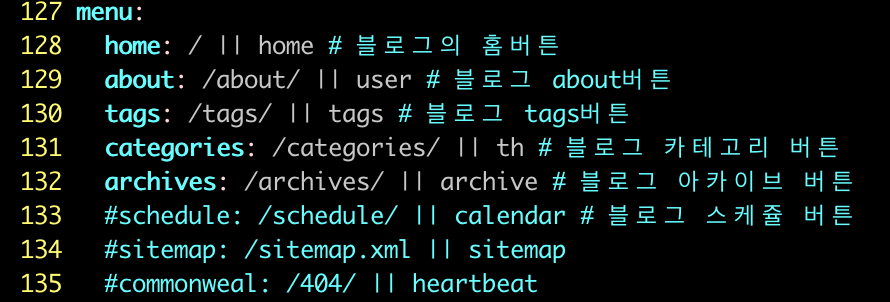 127 menu:
128 home: / || home # 블로그의 홈버튼
129 about: /about/ || user # 블로그 about버튼
130 tags: /tags/ || tags # 블로그 tags버튼
131 categories: /categories/ || th # 블로그 카테고리 버튼
132 archives: /archives/ || archive # 블로그 아카이브 버튼
133 #schedule: /schedule/ || calendar # 블로그 스케쥴 버튼
134 #sitemap: /sitemap.xml || sitemap
135 #commonweal: /404/ || heartbeat